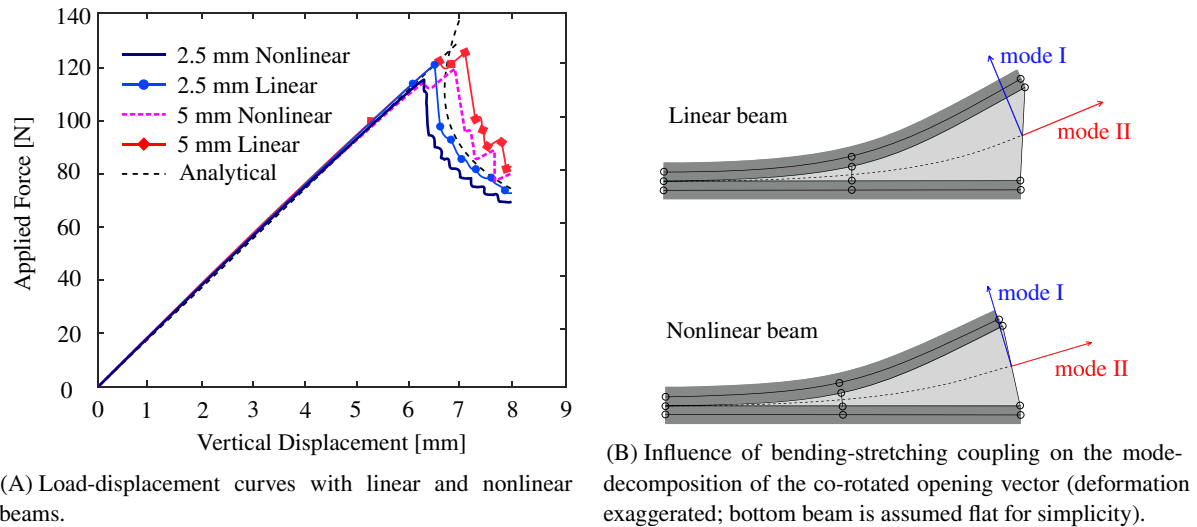 140
120
100
80
60
40
20
0
0 1 2 3 4 5 6 7 8 9
Applied Force [N]
Vertical Displacement [mm]
2.5 mm Nonlinear
2.5 mm Linear
5 mm Nonlinear
5 mm Linear
Analytical
(A) Load-displacement curves with linear and nonlinear
beams.
Linear beam
mode I
mode II
Nonlinear beam
mode I
mode II
(B) Influence of bending-stretching coupling on the mode-
decomposition of the co-rotated opening vector (deformation
exaggerated; bottom beam is assumed flat for simplicity).